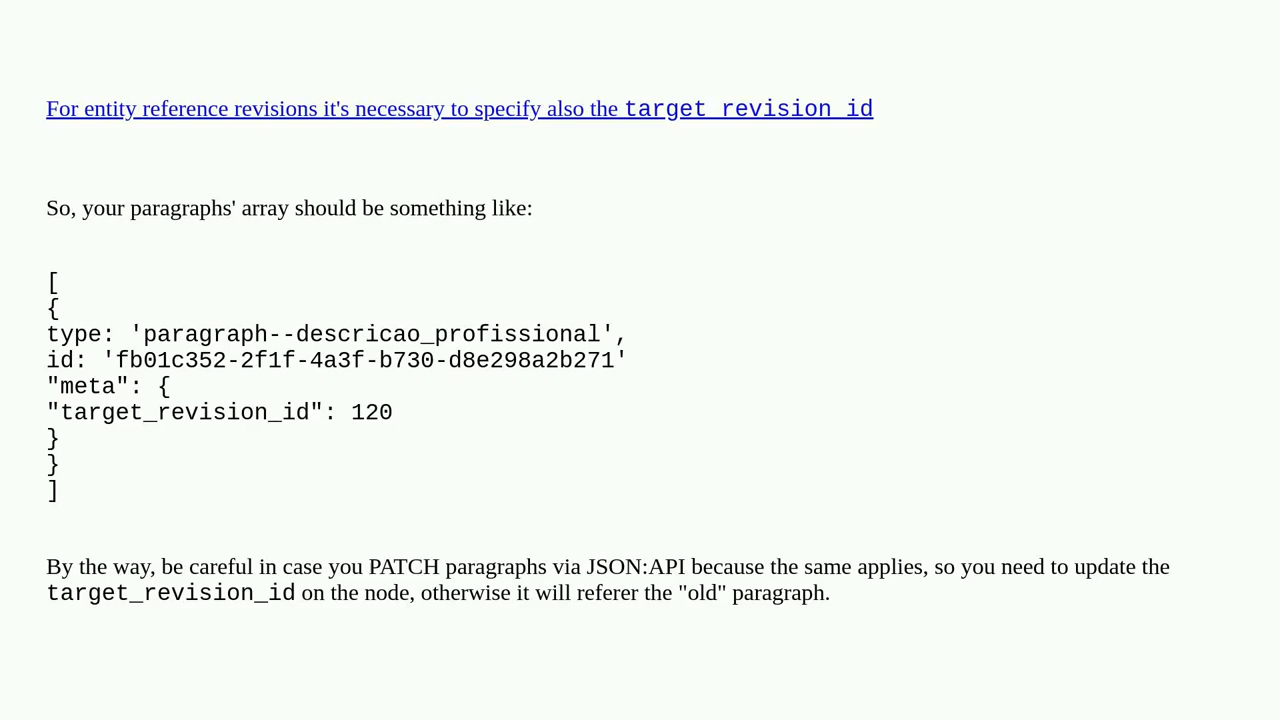 For entity reference revisions it's necessary to specify also the target_revision_id
So, your paragraphs' array should be something like:
[
{
type: 'paragraph--descricao_profissional',
id: 'fb01c352-2f1f-4a3f-b730-d8e298a2b271'
"meta": {
"target_revision_id": 120
}
}
]
By the way, be careful in case you PATCH paragraphs via JSON:API because the same applies, so you need to update the
target_revision_id on the node, otherwise it will referer the "old" paragraph.